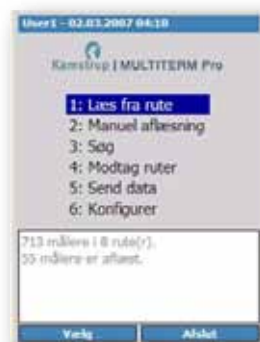 User1 - 02.03.2007 04:10
Kamstrup | MULTITERM Pro
1: Læs fra rute
2: Manuel aflæsning
3: Søg
4: Modtag ruter
5: Send data
6: Konfigurer
713 målere i 8 rute(r).
55 målere er aflæst.
Vælg
Afslut